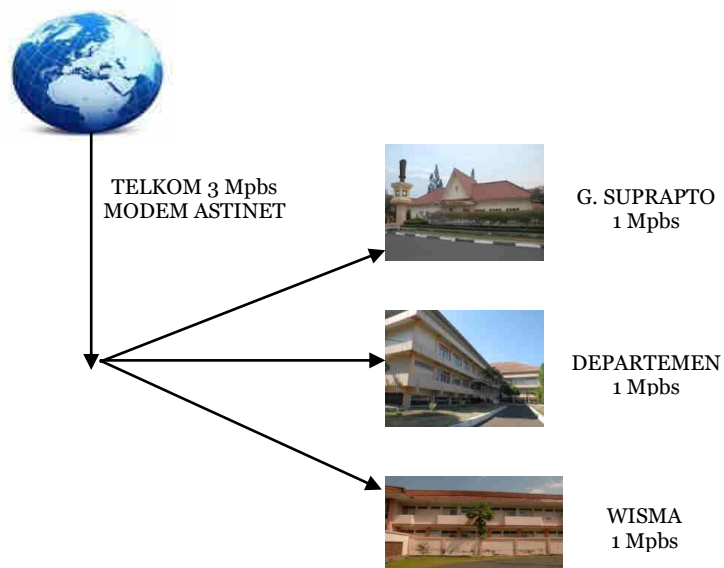 TELKOM 3 Mpbs
MODEM ASTINET
G. SUPRAPTO
1 Mpbs
DEPARTEMEN
1 Mpbs
WISMA
1 Mpbs